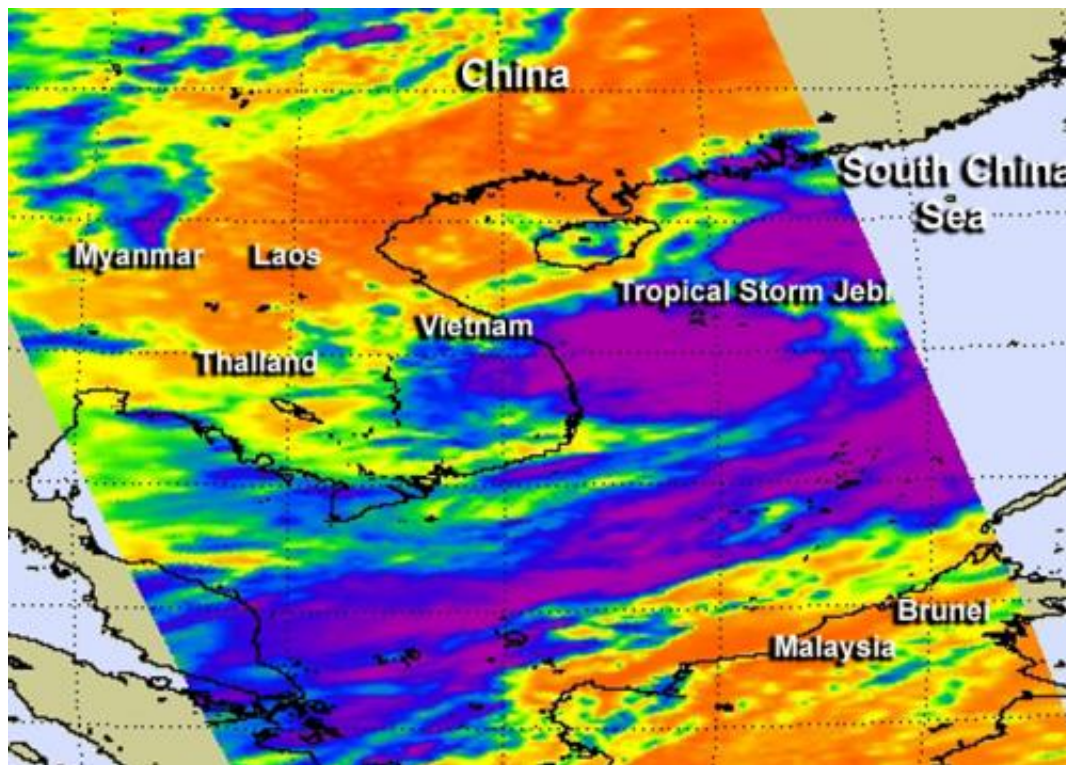 China
South China
Sea
Myanmar
Laos
Tropical Storm Jebi
Vietnam
Thailand
Brunei
Malaysia